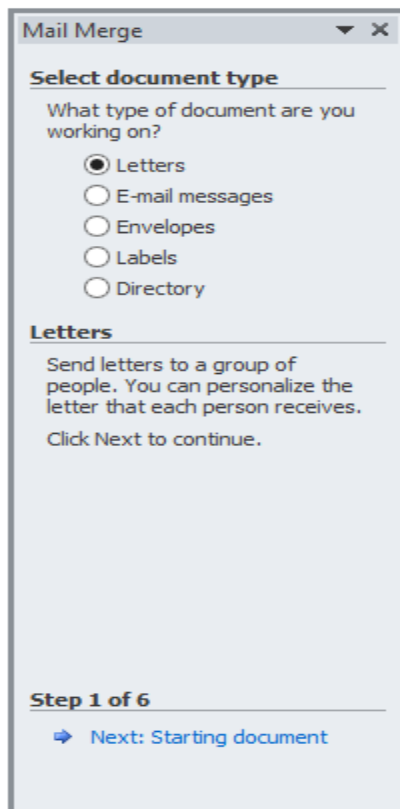 Mail Merge
Select document type
What type of document are you
working on?
Letters
E-mail messages
Envelopes
Labels
Directory
Letters
Send letters to a group of
people. You can personalize the
letter that each person receives.
Click Next to continue.
Step 1 of 6
Next: Starting document